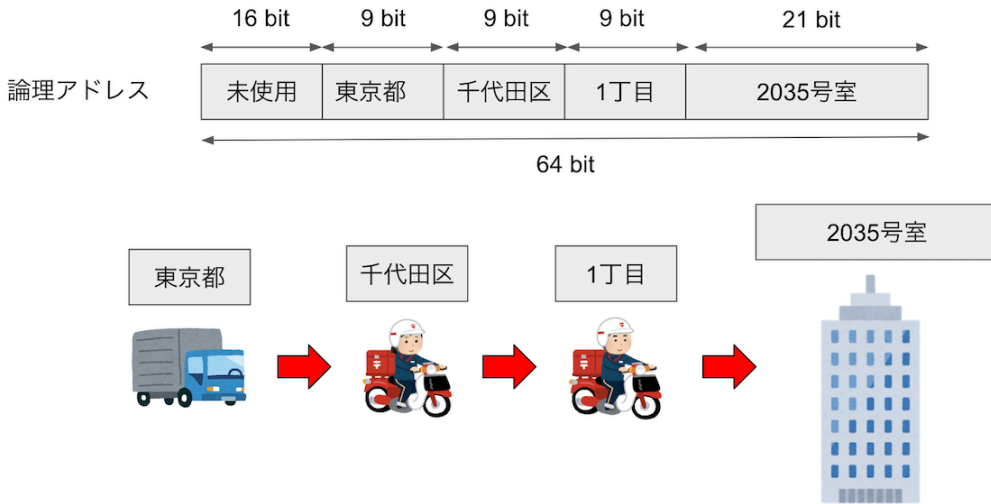 16 bit 9 bit 9 bit 9 bit 21 bit
論理アドレス 未使用 東京都 千代田区 1丁目 2035号室
64 bit
2035号室
東京都 千代田区 1丁目
〒 〒